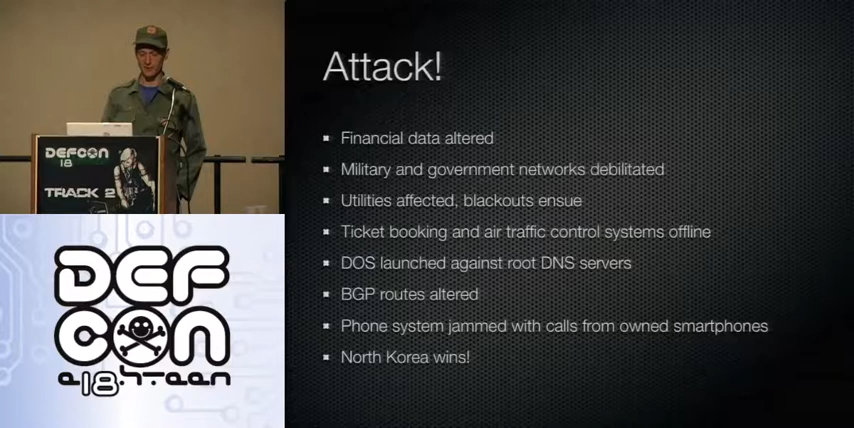 DEFCON
18
TRACK 2
DEF
CON
e18hteen
Attack!
Financial data altered
Military and government networks debilitated
Utilities affected, blackouts ensue
Ticket booking and air traffic control systems offline
DOS launched against root DNS servers
BGP routes altered
Phone system jammed with calls from owned smartphones
North Korea wins!